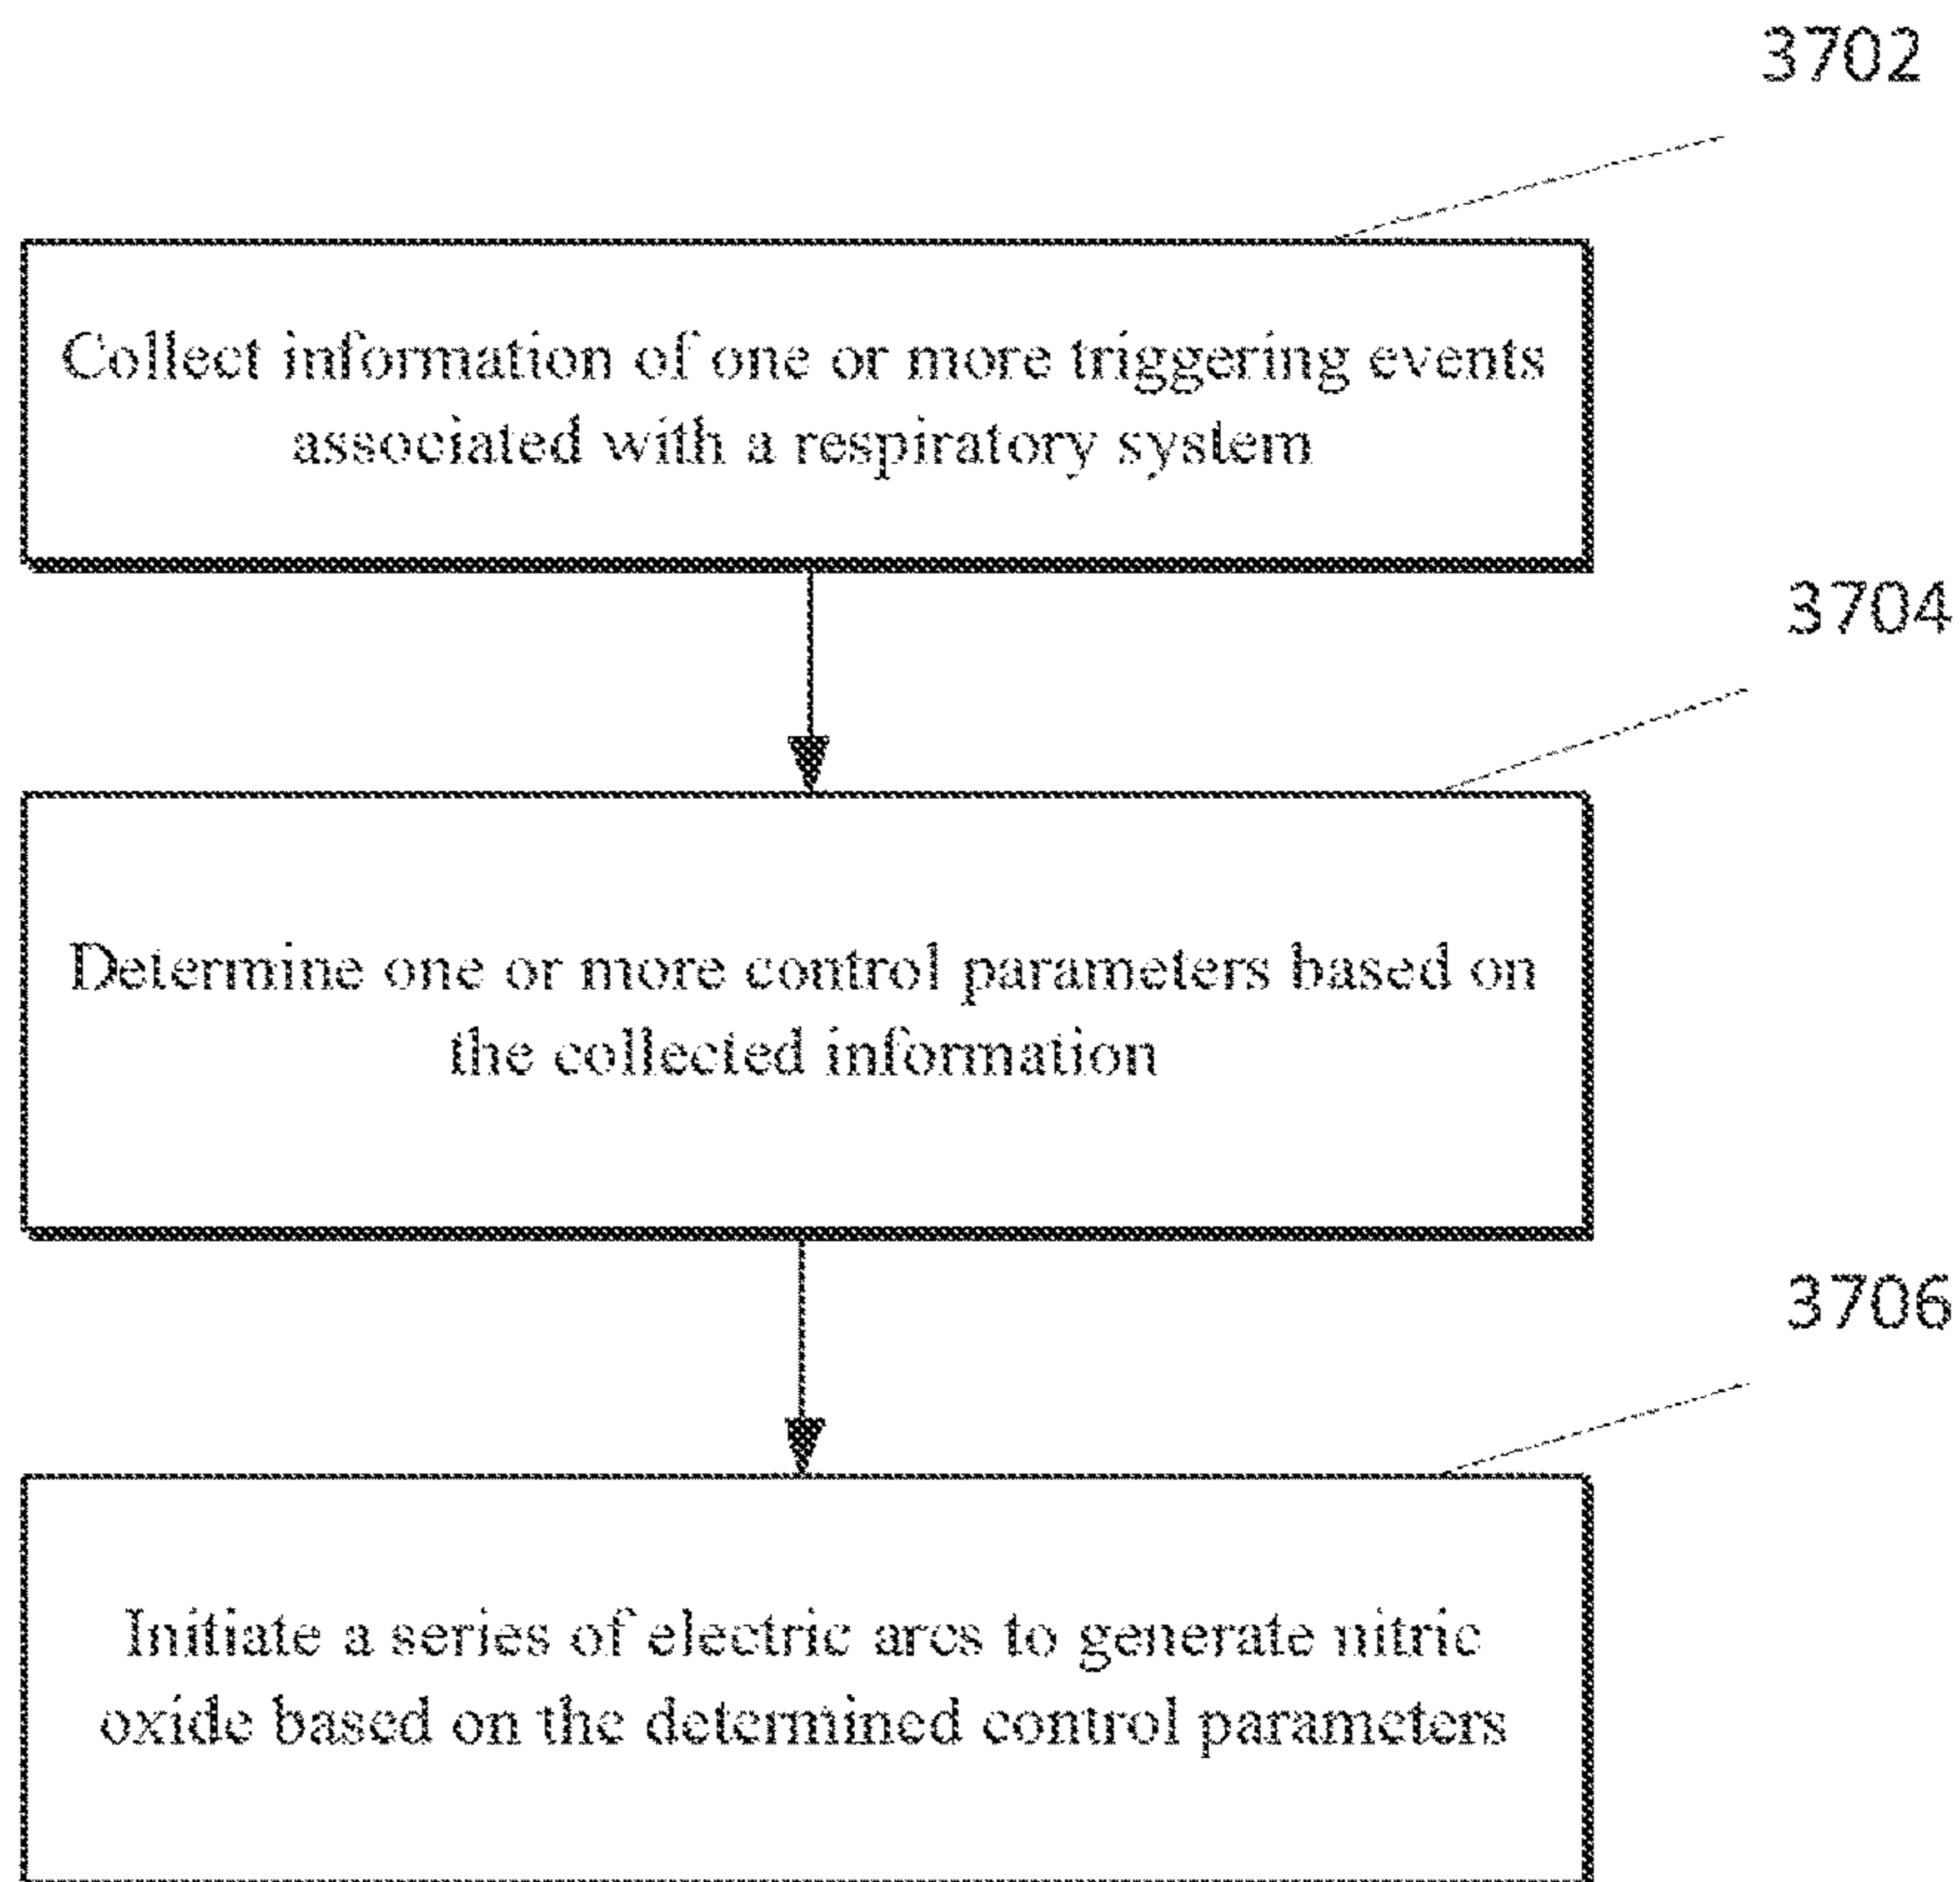 3702
Collect information of one or more triggering events
associated with a respiratory system
3704
Determine one or more control parameters based on
the collected information
3706
Initiate a series of electric arcs to generate nitric
oxide based on the determined control parameters